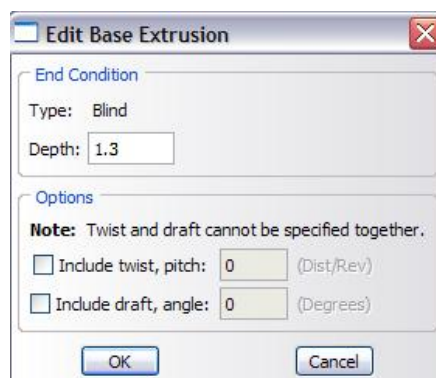 Edit Base Extrusion
End Condition
Type: Blind
Depth: 1.3
Options
Note: Twist and draft cannot be specified together.
Include twist, pitch: 0 (Dist/Rev)
Include draft, angle: 0 (Degrees)
OK Cancel